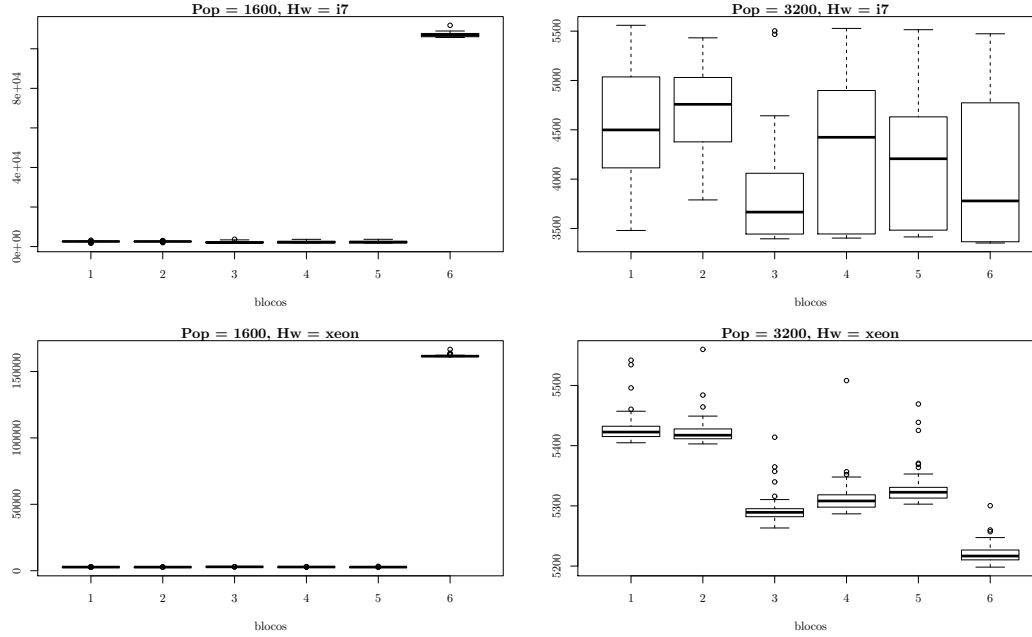 Pop = 1600, Hw = i7
8e+04
4e+04
0e+00
1 2 3 4 5 6
blocos
Pop = 3200, Hw = i7
5500
5000
4500
4000
3500
1 2 3 4 5 6
blocos
Pop = 1600, Hw = xeon
150000
100000
50000
0
1 2 3 4 5 6
blocos
Pop = 3200, Hw = xeon
5500
5400
5300
5200
1 2 3 4 5 6
blocos